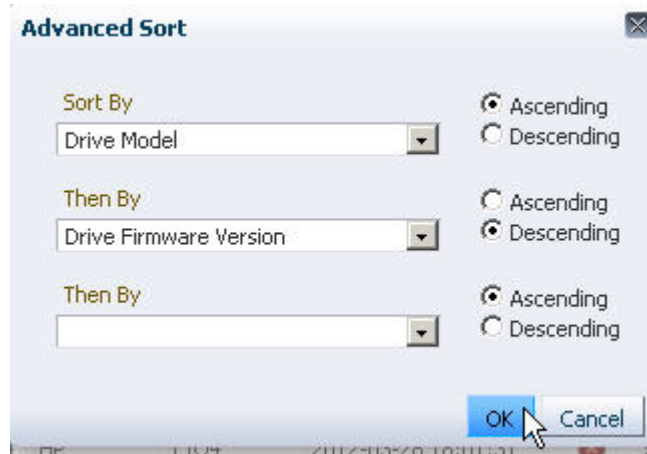 Advanced Sort
Sort By
Drive Model
Ascending
Descending
Then By
Drive Firmware Version
Ascending
Descending
Then By
Ascending
Descending
OK Cancel